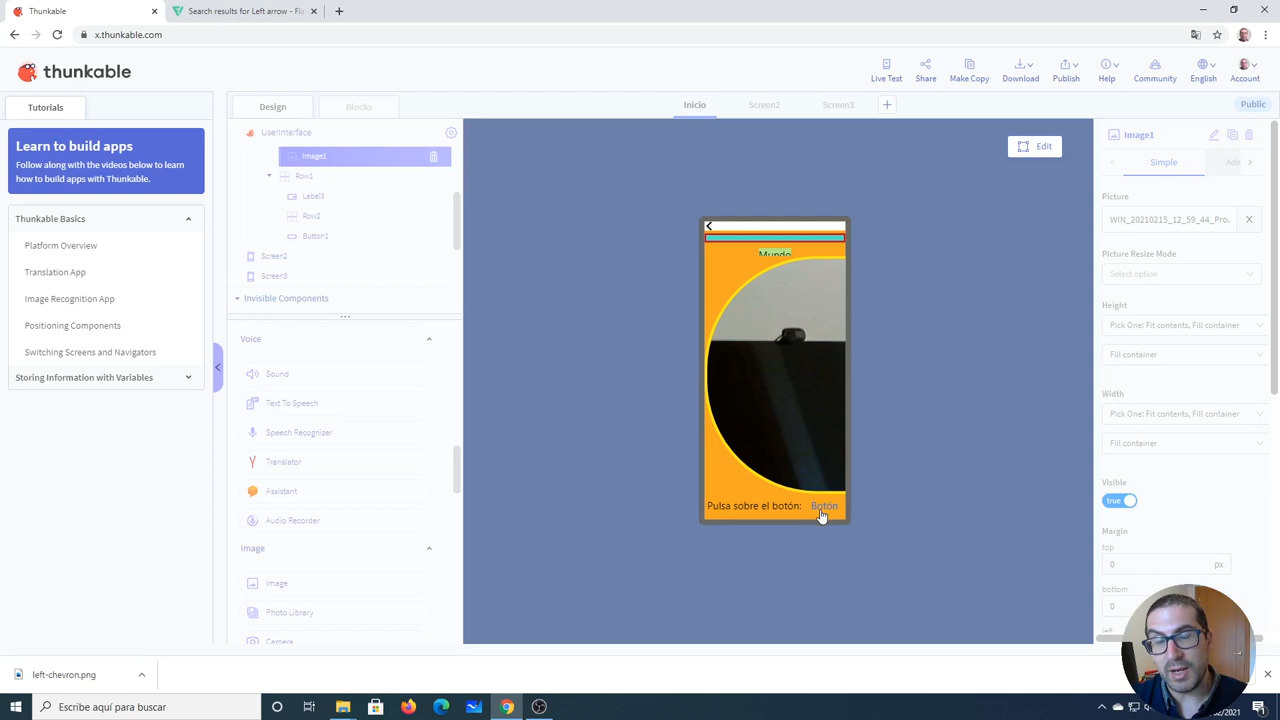 Thunkable
Search results for Left arrow - Fla
x.thunkable.com
thunkable
Live Test
Share
Make Copy
Download
Publish
Help
Community
English
Account
Tutorials
Design
Blocks
Inicio
Screen2
Screen3
Public
Learn to build apps
Follow along with the videos below to learn
how to build apps with Thunkable.
Thunkable Basics
Platform Overview
Translation App
Image Recognition App
Positioning Components
Switching Screens and Navigators
Storing Information with Variables
UserInterface
Image1
Row1
Label3
Row2
Button1
Screen2
Screen3
Invisible Components
Voice
Sound
Text To Speech
Speech Recognizer
Translator
Assistant
Audio Recorder
Image
Image
Photo Library
Camera
Edit
Mundo
Pulsa sobre el botón:
Botón
Image1
Simple
Adv
Picture
WIN_20210215_12_59_44_Pro.
Picture Resize Mode
Select option
Height
Pick One: Fit contents, Fill container
Fill container
Width
Pick One: Fit contents, Fill container
Fill container
Visible
true
Margin
top
0
px
bottom
0
left
left-chevron.png
Escribe aquí para buscar